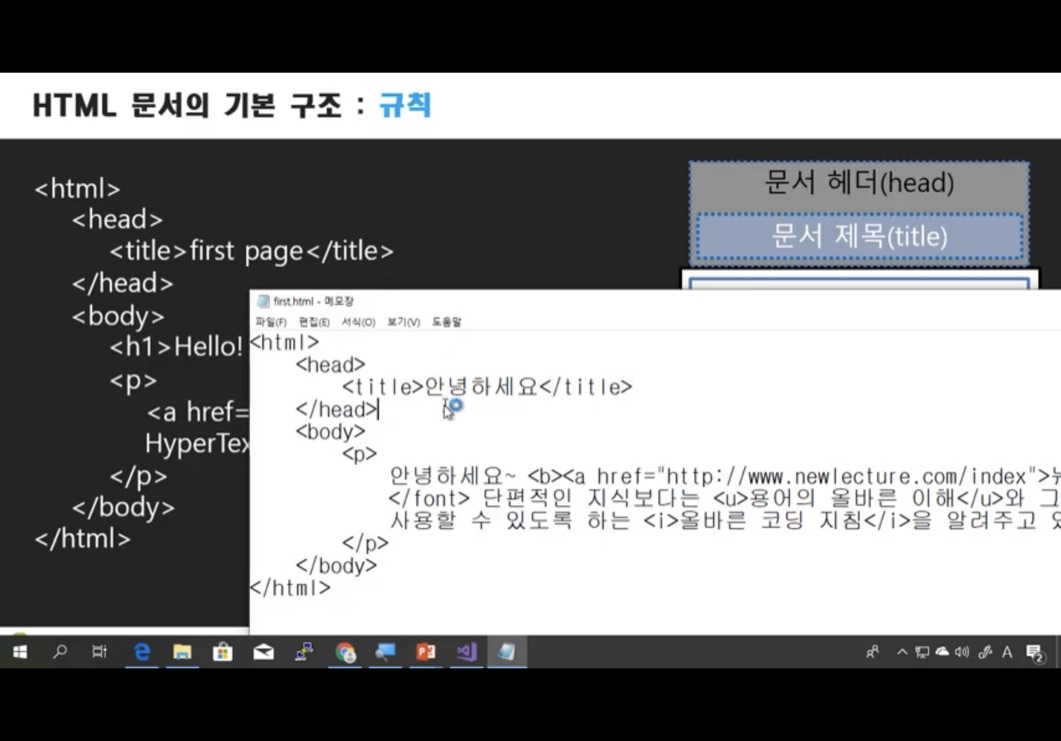 HTML 문서의 기본 구조 : 규칙
<html>
<head>
<title>first page</title>
</head>
<body>
<h1>Hello!
<p>
<a href=
HyperTex
</p>
</body>
</html>
문서 헤더(head)
문서 제목(title)
first.html - 메모장
파일(F) 편집(E) 서식(O) 보기(V) 도움말
<html>
<head>
<title>안녕하세요</title>
</head>
<body>
<p>
안녕하세요~ <b><a href="http://www.newlecture.com/index">
</font> 단편적인 지식보다는 <u>용어의 올바른 이해</u>와 그
사용할 수 있도록 하는 <i>올바른 코딩 지침</i>을 알려주고
</p>
</body>
</html>
A
2